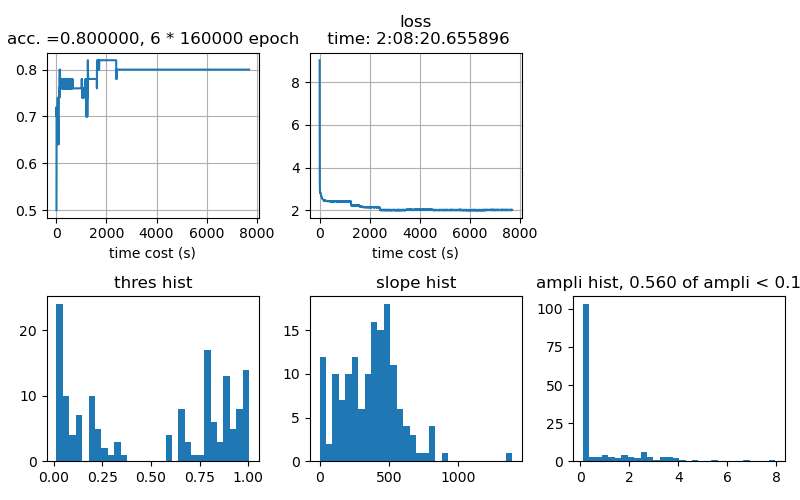 acc. =0.800000, 6 * 160000 epoch
0.8
0.7
0.6
0.5
0 2000 4000 6000 8000
time cost (s)
loss
time: 2:08:20.655896
8
6
4
2
0 2000 4000 6000 8000
time cost (s)
thres hist
20
10
0
0.00 0.25 0.50 0.75 1.00
slope hist
15
10
5
0
0 500 1000
ampli hist, 0.560 of ampli < 0.1
100
75
50
25
0
0 2 4 6 8